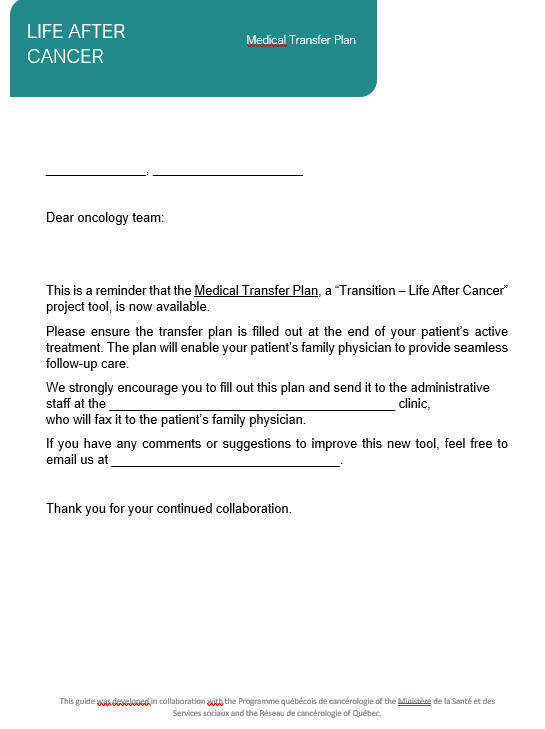 LIFE AFTER
CANCER
Medical Transfer Plan
_______________, ______________________
Dear oncology team:
This is a reminder that the Medical Transfer Plan, a “Transition – Life After Cancer”
project tool, is now available.
Please ensure the transfer plan is filled out at the end of your patient’s active
treatment. The plan will enable your patient’s family physician to provide seamless
follow-up care.
We strongly encourage you to fill out this plan and send it to the administrative
staff at the __________________________________________ clinic,
who will fax it to the patient’s family physician.
If you have any comments or suggestions to improve this new tool, feel free to
email us at __________________________________.
Thank you for your continued collaboration.
This guide was developed in collaboration with the Programme québécois de cancérologie of the Ministère de la Santé et des
Services sociaux and the Réseau de cancérologie of Québec.